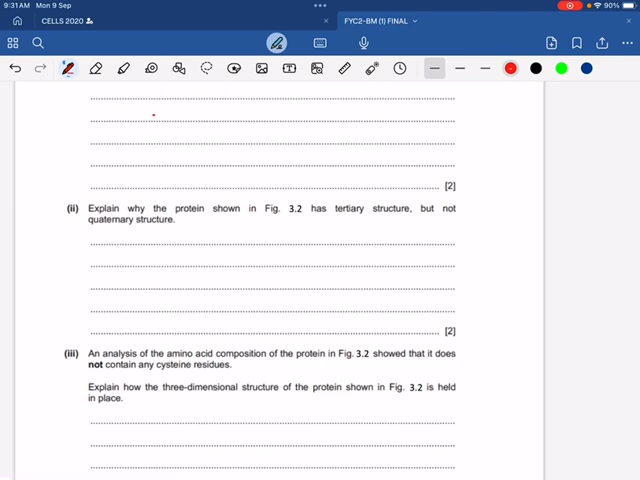 9:31AM Mon 9 Sep
90%
CELLS 2020
FYC2-BM (1) FINAL
[2]
(ii) Explain why the protein shown in Fig. 3.2 has tertiary structure, but not
quaternary structure.
[2]
(iii) An analysis of the amino acid composition of the protein in Fig. 3.2 showed that it does
not contain any cysteine residues.
Explain how the three-dimensional structure of the protein shown in Fig. 3.2 is held
in place.